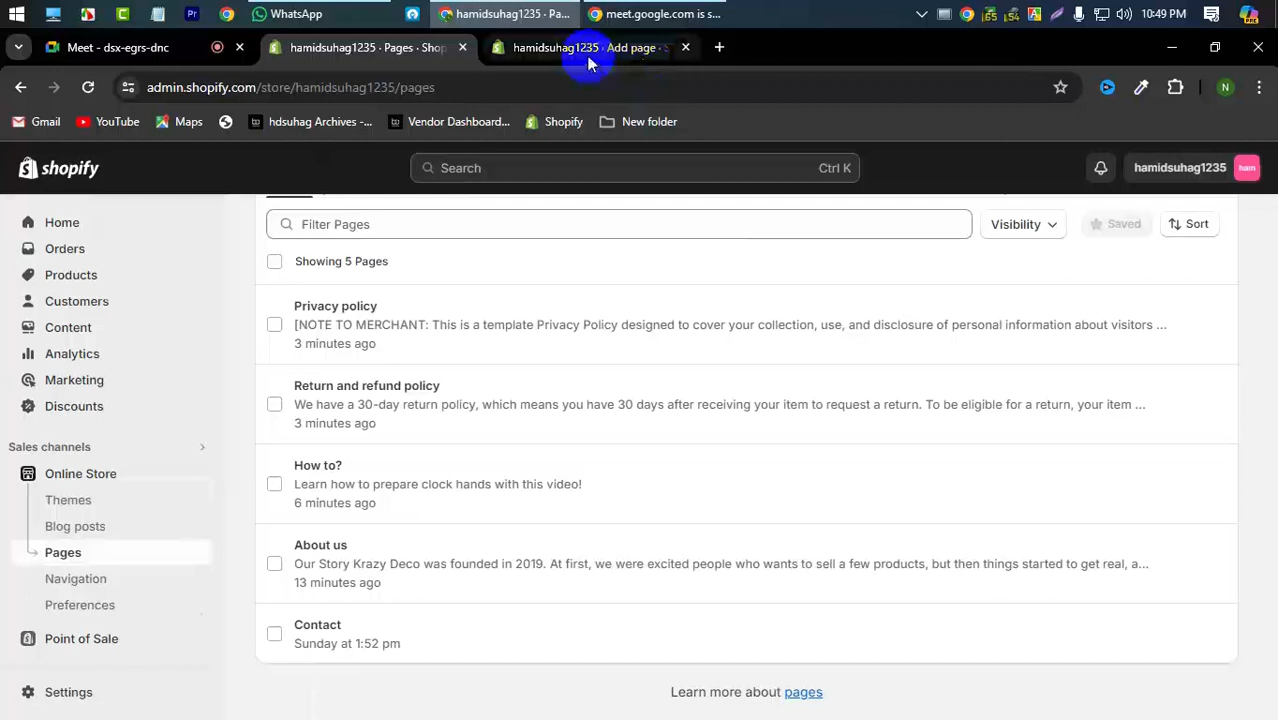 WhatsApp
hamidsuhag1235 · Pa...
meet.google.com is s...
65
54
10:49 PM
Meet - dsx-egrs-dnc
hamidsuhag1235 · Pages · Shop
hamidsuhag1235 · Add page · S
admin.shopify.com/store/hamidsuhag1235/pages
N
Gmail
YouTube
Maps
hdsuhag Archives -...
Vendor Dashboard...
Shopify
New folder
shopify
Search
Ctrl K
hamidsuhag1235
ham
Home
Orders
Products
Customers
Content
Analytics
Marketing
Discounts
Sales channels
Online Store
Themes
Blog posts
Pages
Navigation
Preferences
Point of Sale
Settings
Filter Pages
Visibility
Saved
Sort
Showing 5 Pages
Privacy policy
[NOTE TO MERCHANT: This is a template Privacy Policy designed to cover your collection, use, and disclosure of personal information about visitors ...
3 minutes ago
Return and refund policy
We have a 30-day return policy, which means you have 30 days after receiving your item to request a return. To be eligible for a return, your item ...
3 minutes ago
How to?
Learn how to prepare clock hands with this video!
6 minutes ago
About us
Our Story Krazy Deco was founded in 2019. At first, we were excited people who wants to sell a few products, but then things started to get real, a...
13 minutes ago
Contact
Sunday at 1:52 pm
Learn more about pages